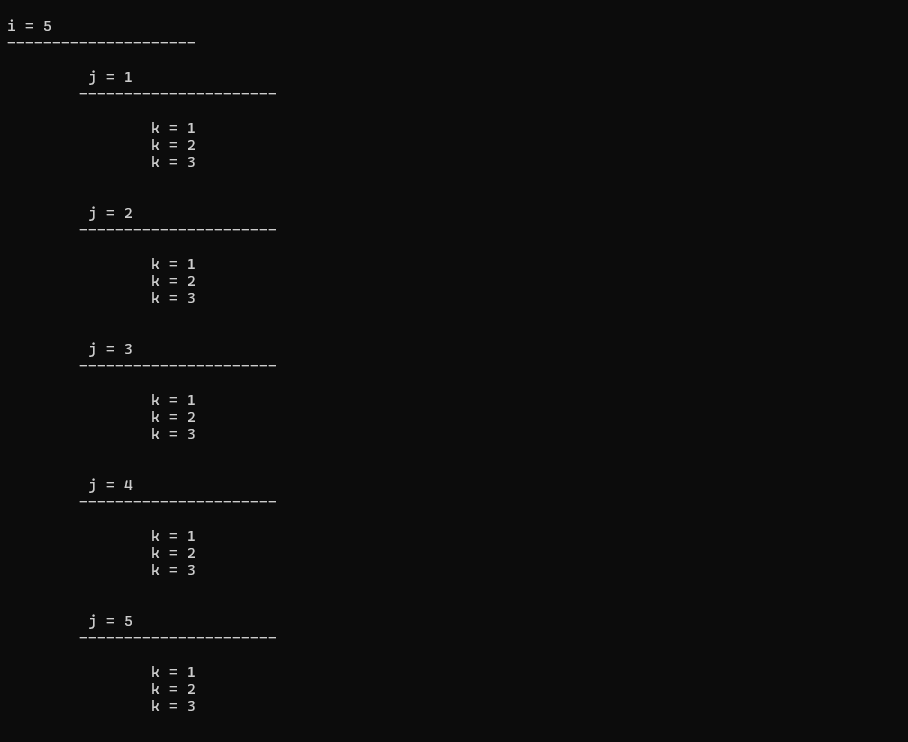 i = 5
---------------------
j = 1
----------------------
k = 1
k = 2
k = 3
j = 2
----------------------
k = 1
k = 2
k = 3
j = 3
----------------------
k = 1
k = 2
k = 3
j = 4
----------------------
k = 1
k = 2
k = 3
j = 5
----------------------
k = 1
k = 2
k = 3